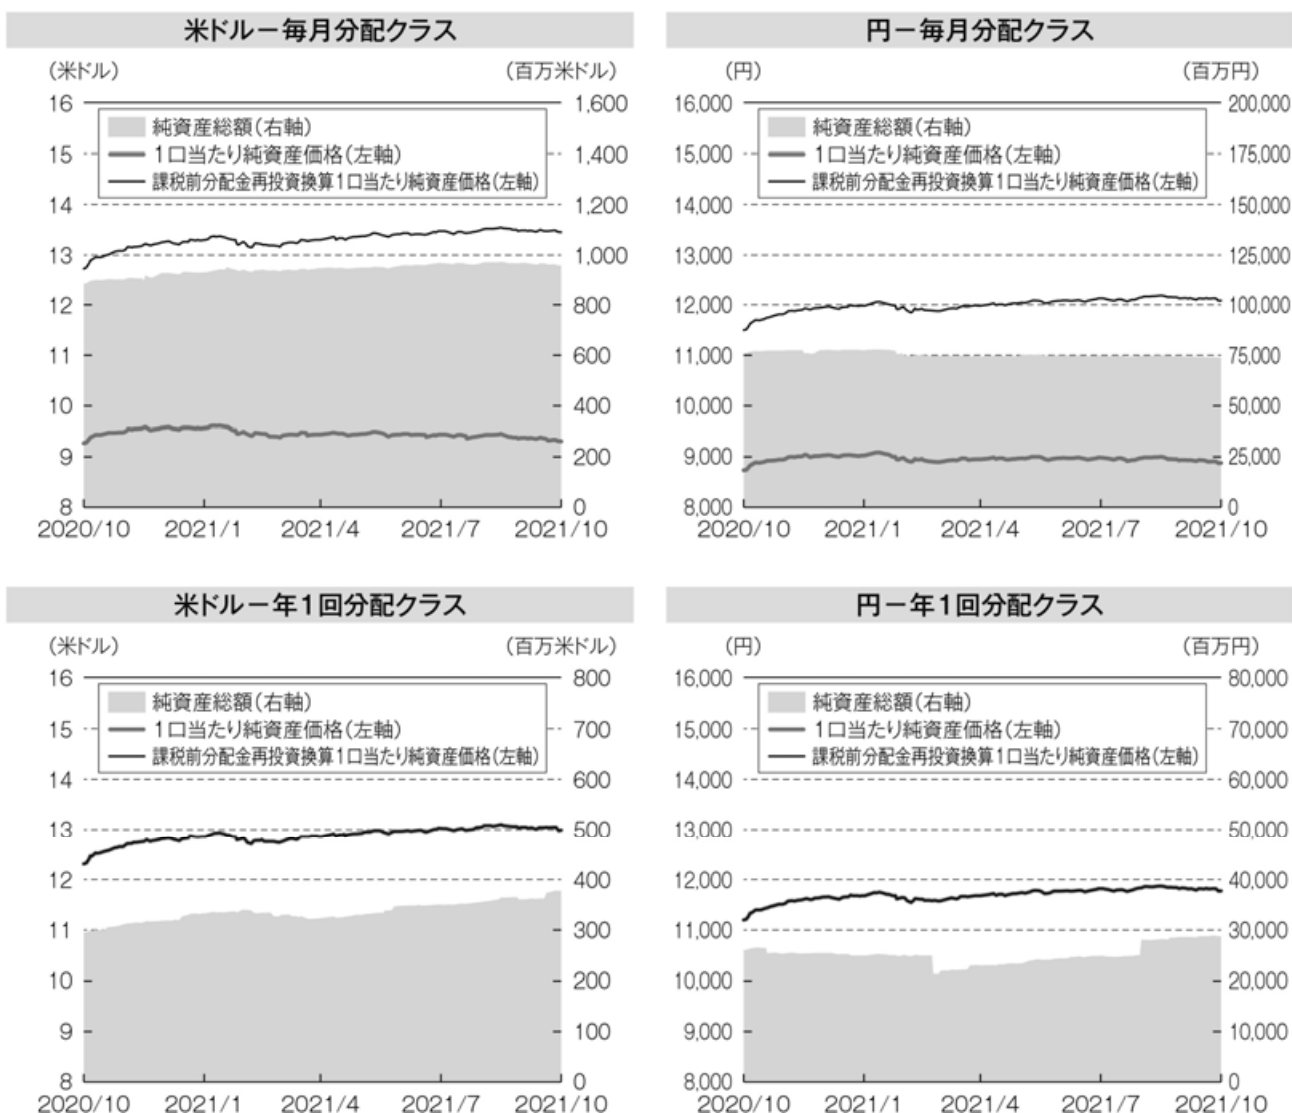 米ドルー毎月分配クラス
(米ドル) (百万米ドル)
16 1,600
純資産総額(右軸)
15 1口当たり純資産価格(左軸) 1,400
課税前分配金再投資換算1口当たり純資産価格(左軸)
14 1,200
13 1,000
12 800
11 600
10 400
9 200
8 0
2020/10 2021/1 2021/4 2021/7 2021/10
円ー毎月分配クラス
(円) (百万円)
16,000 200,000
純資産総額(右軸)
15,000 1口当たり純資産価格(左軸) 175,000
課税前分配金再投資換算1口当たり純資産価格(左軸)
14,000 150,000
13,000 125,000
12,000 100,000
11,000 75,000
10,000 50,000
9,000 25,000
8,000 0
2020/10 2021/1 2021/4 2021/7 2021/10
米ドルー年1回分配クラス
(米ドル) (百万米ドル)
16 800
純資産総額(右軸)
15 1口当たり純資産価格(左軸) 700
課税前分配金再投資換算1口当たり純資産価格(左軸)
14 600
13 500
12 400
11 300
10 200
9 100
8 0
2020/10 2021/1 2021/4 2021/7 2021/10
円ー年1回分配クラス
(円) (百万円)
16,000 80,000
純資産総額(右軸)
15,000 1口当たり純資産価格(左軸) 70,000
課税前分配金再投資換算1口当たり純資産価格(左軸)
14,000 60,000
13,000 50,000
12,000 40,000
11,000 30,000
10,000 20,000
9,000 10,000
8,000 0
2020/10 2021/1 2021/4 2021/7 2021/10